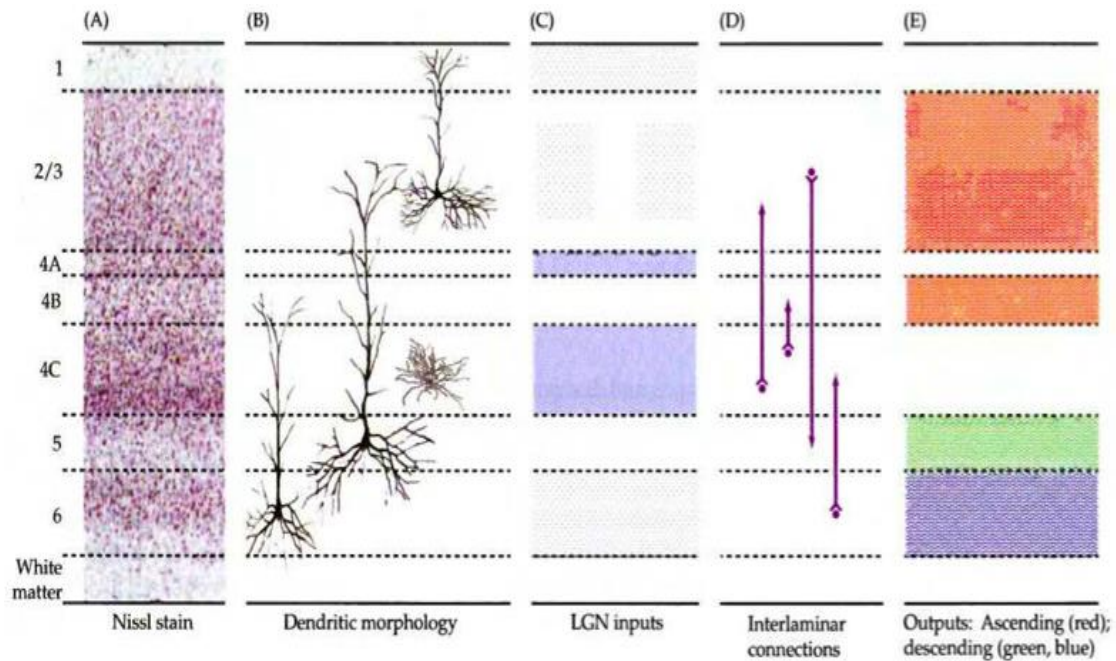 (A)
(B)
(C)
(D)
(E)
1
2/3
4A
4B
4C
5
6
White
matter
Nissl stain
Dendritic morphology
LGN inputs
Interlaminar
connections
Outputs: Ascending (red);
descending (green, blue)